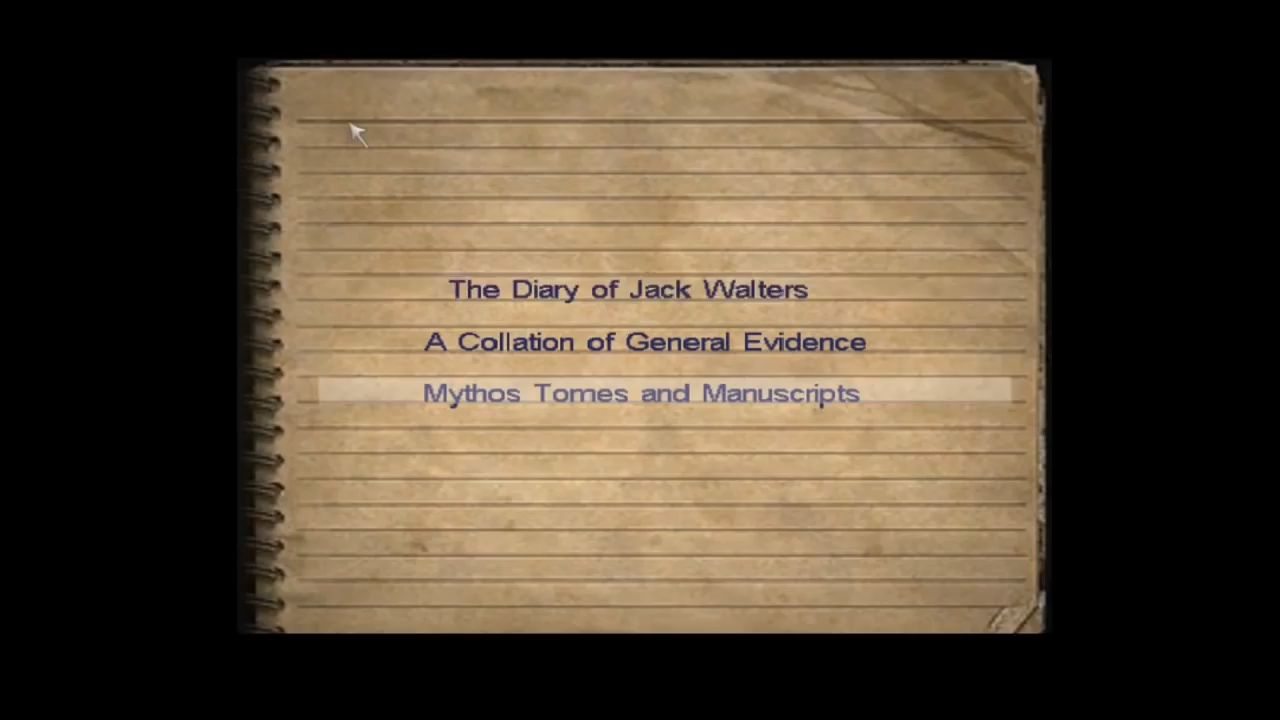 The Diary of Jack Walters
A Collation of General Evidence
Mythos Tomes and Manuscripts